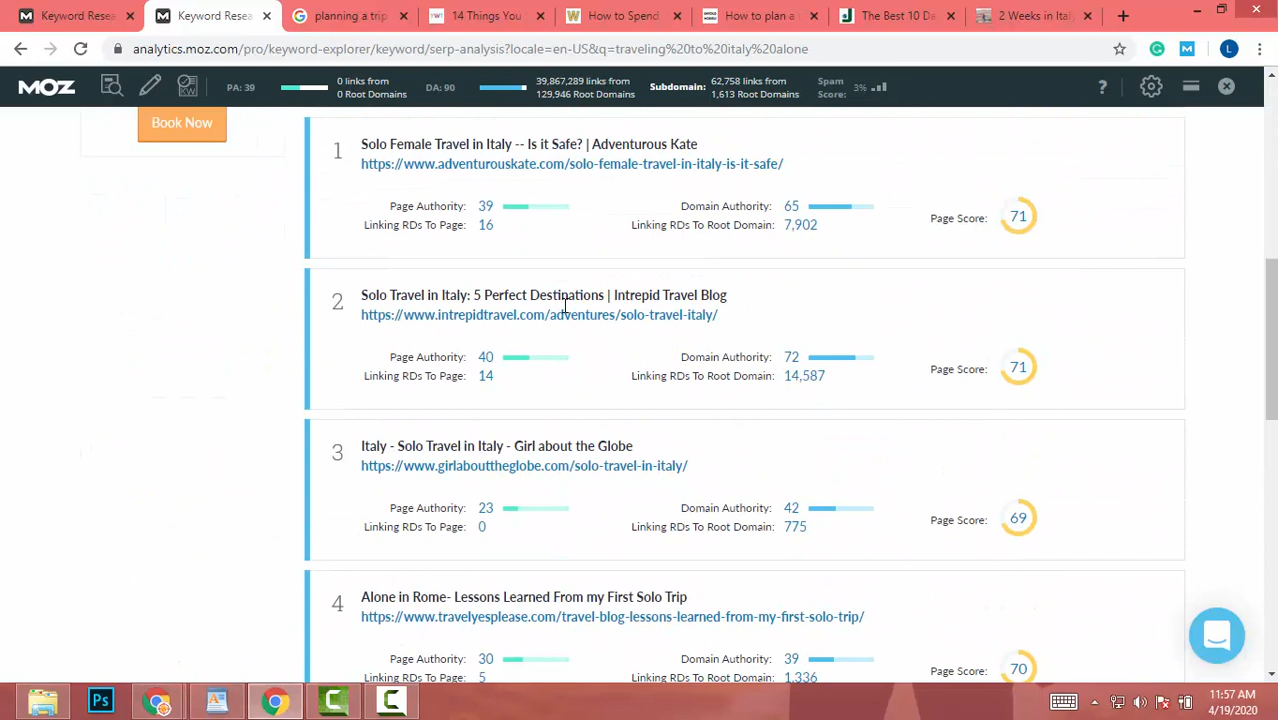 Keyword Resea
Keyword Resea
planning a trip
14 Things You
How to Spend
How to plan a
The Best 10 Da
2 Weeks in Italy
analytics.moz.com/pro/keyword-explorer/keyword/serp-analysis?locale=en-US&q=traveling%20to%20italy%20alone
MOZ
PA: 39
0 links from
0 Root Domains
DA: 90
39,867,289 links from
129,946 Root Domains
Subdomain:
62,758 links from
1,613 Root Domains
Spam
Score: 3%
Book Now
1
Solo Female Travel in Italy -- Is it Safe? | Adventurous Kate
https://www.adventurouskate.com/solo-female-travel-in-italy-is-it-safe/
Page Authority: 39
Domain Authority: 65
Linking RDs To Page: 16
Linking RDs To Root Domain: 7,902
Page Score: 71
2
Solo Travel in Italy: 5 Perfect Destinations | Intrepid Travel Blog
https://www.intrepidtravel.com/adventures/solo-travel-italy/
Page Authority: 40
Domain Authority: 72
Linking RDs To Page: 14
Linking RDs To Root Domain: 14,587
Page Score: 71
3
Italy - Solo Travel in Italy - Girl about the Globe
https://www.girlabouttheglobe.com/solo-travel-in-italy/
Page Authority: 23
Domain Authority: 42
Linking RDs To Page: 0
Linking RDs To Root Domain: 775
Page Score: 69
4
Alone in Rome- Lessons Learned From my First Solo Trip
https://www.travelyesplease.com/travel-blog-lessons-learned-from-my-first-solo-trip/
Page Authority: 30
Domain Authority: 39
Linking RDs To Page: 5
Linking RDs To Root Domain: 1,336
Page Score: 70
11:57 AM
4/19/2020